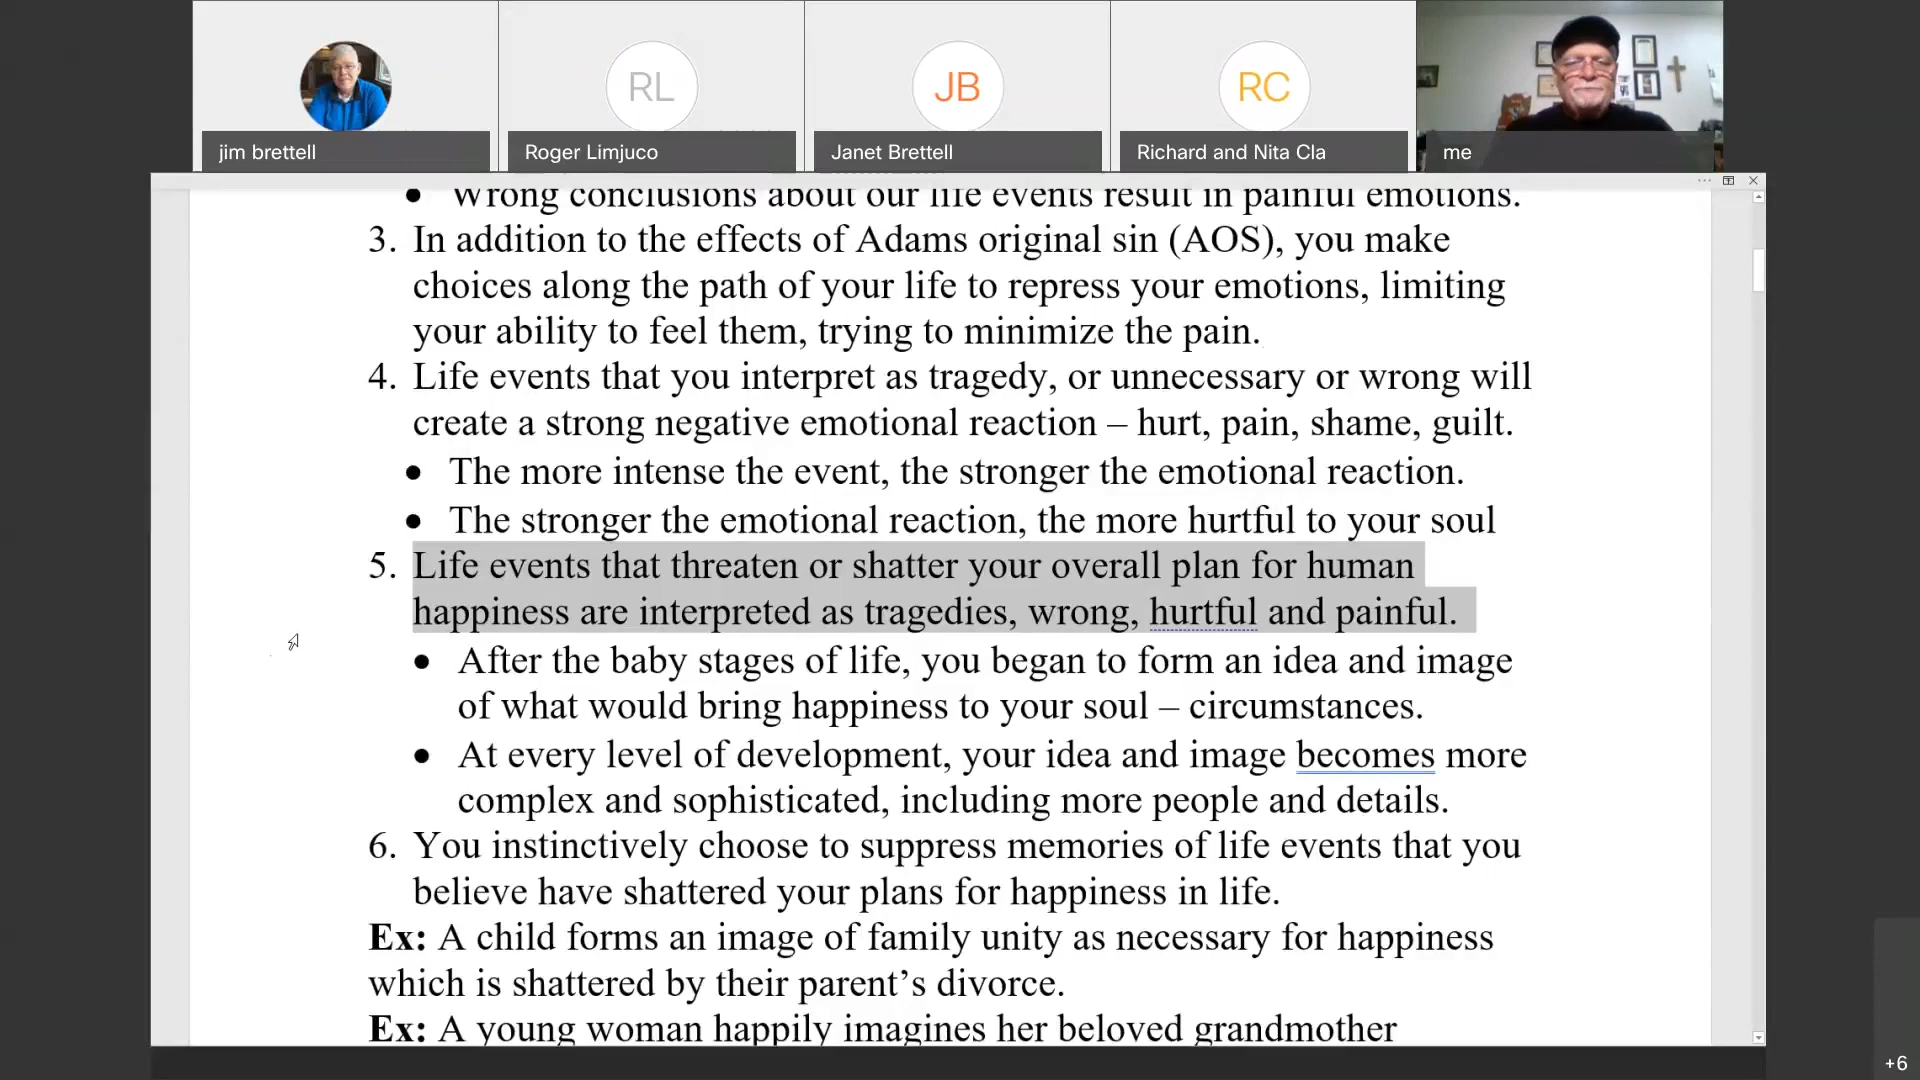 RL
JB
RC
jim brettell
Roger Limjuco
Janet Brettell
Richard and Nita Cla
me
• Wrong conclusions about our life events result in painful emotions.
3. In addition to the effects of Adams original sin (AOS), you make
choices along the path of your life to repress your emotions, limiting
your ability to feel them, trying to minimize the pain.
4. Life events that you interpret as tragedy, or unnecessary or wrong will
create a strong negative emotional reaction – hurt, pain, shame, guilt.
• The more intense the event, the stronger the emotional reaction.
• The stronger the emotional reaction, the more hurtful to your soul
5. Life events that threaten or shatter your overall plan for human
happiness are interpreted as tragedies, wrong, hurtful and painful.
• After the baby stages of life, you began to form an idea and image
of what would bring happiness to your soul – circumstances.
• At every level of development, your idea and image becomes more
complex and sophisticated, including more people and details.
6. You instinctively choose to suppress memories of life events that you
believe have shattered your plans for happiness in life.
Ex: A child forms an image of family unity as necessary for happiness
which is shattered by their parent’s divorce.
Ex: A young woman happily imagines her beloved grandmother
+6